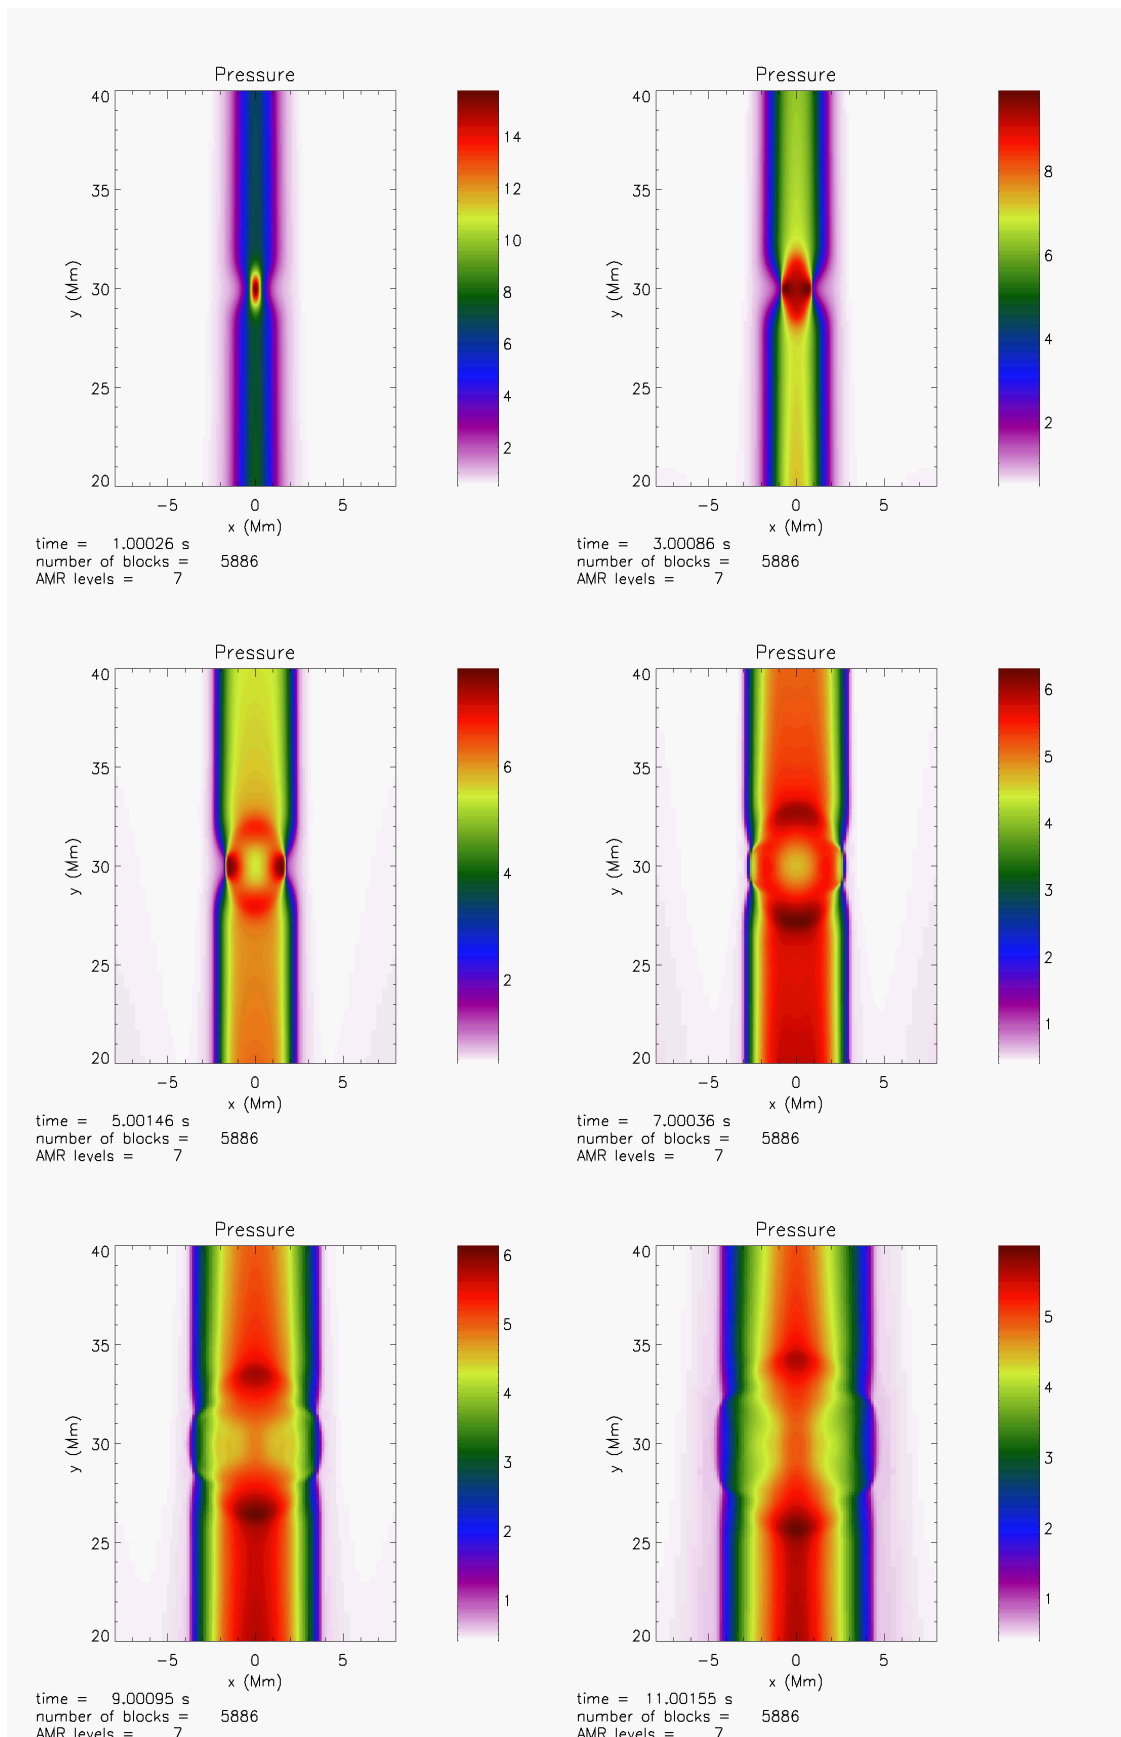 Pressure
40
35
30
25
20
y (Mm)
-5 0 5
x (Mm)
14
12
10
8
6
4
2
time = 1.00026 s
number of blocks = 5886
AMR levels = 7
Pressure
40
35
30
25
20
y (Mm)
-5 0 5
x (Mm)
8
6
4
2
time = 3.00086 s
number of blocks = 5886
AMR levels = 7
Pressure
40
35
30
25
20
y (Mm)
-5 0 5
x (Mm)
6
4
2
time = 5.00146 s
number of blocks = 5886
AMR levels = 7
Pressure
40
35
30
25
20
y (Mm)
-5 0 5
x (Mm)
6
5
4
3
2
1
time = 7.00036 s
number of blocks = 5886
AMR levels = 7
Pressure
40
35
30
25
20
y (Mm)
-5 0 5
x (Mm)
6
5
4
3
2
1
time = 9.00095 s
number of blocks = 5886
AMR levels = 7
Pressure
40
35
30
25
20
y (Mm)
-5 0 5
x (Mm)
5
4
3
2
1
time = 11.00155 s
number of blocks = 5886
AMR levels = 7